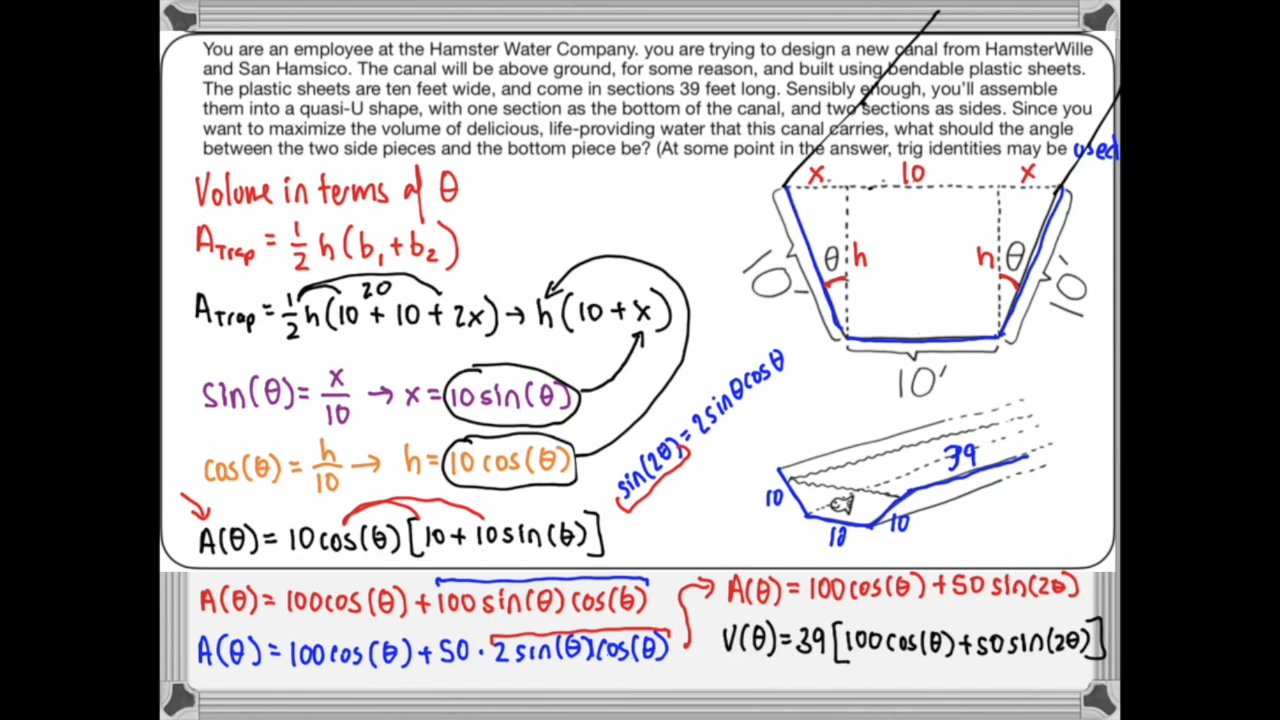 You are an employee at the Hamster Water Company. you are trying to design a new canal from HamsterWille
and San Hamsico. The canal will be above ground, for some reason, and built using bendable plastic sheets.
The plastic sheets are ten feet wide, and come in sections 39 feet long. Sensibly enough, you'll assemble
them into a quasi-U shape, with one section as the bottom of the canal, and two sections as sides. Since you
want to maximize the volume of delicious, life-providing water that this canal carries, what should the angle
between the two side pieces and the bottom piece be? (At some point in the answer, trig identities may be used
x 10 x
Volume in terms of θ
A_Trap = 1/2 h (b₁ + b₂)
θ h h θ
10' 10'
20
A_Trap = 1/2 h (10 + 10 + 2x) → h (10 + x)
10'
sin(θ) = x/10 → x = 10 sin(θ)
sin(2θ) = 2 sinθ cosθ
cos(θ) = h/10 → h = 10 cos(θ)
39
10
10
10
A(θ) = 10 cos(θ) [10 + 10 sin(θ)]
A(θ) = 100 cos(θ) + 100 sin(θ) cos(θ)
A(θ) = 100 cos(θ) + 50 · 2 sin(θ) cos(θ)
A(θ) = 100 cos(θ) + 50 sin(2θ)
V(θ) = 39 [100 cos(θ) + 50 sin(2θ)]